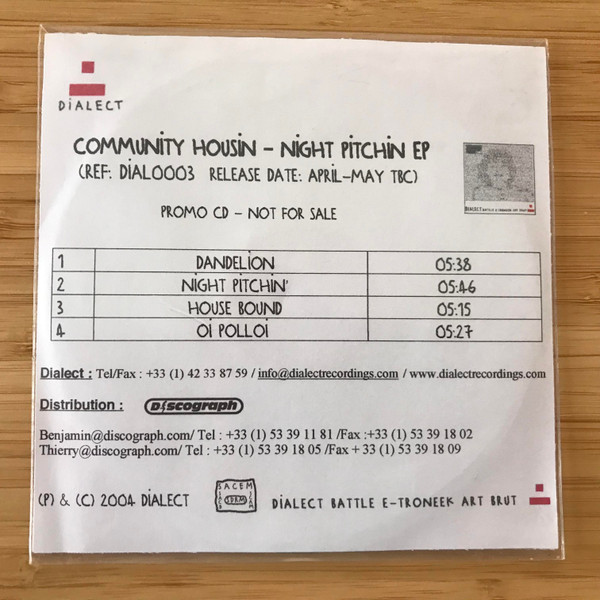 DiALECT
COMMUNiTY HOUSiN – NiGHT PiTCHiN EP
(REF: DiAL0003 RELEASE DATE: APRiL–MAY TBC)
PROMO CD – NOT FOR SALE
1 DANDELiON 05:38
2 NiGHT PiTCHiN' 05:46
3 HOUSE BOUND 05:15
4 Oi POLLOi 05:27
Dialect : Tel/Fax : +33 (1) 42 33 87 59 / info@dialectrecordings.com / www.dialectrecordings.com
Distribution : Discograph
Benjamin@discograph.com/ Tel : +33 (1) 53 39 11 81 /Fax :+33 (1) 53 39 18 02
Thierry@discograph.com/ Tel : +33 (1) 53 39 18 05 /Fax + 33 (1) 53 39 18 09
(P) & (C) 2004 DiALECT
SACEM
DiALECT BATTLE E-TRONEEK ART BRUT